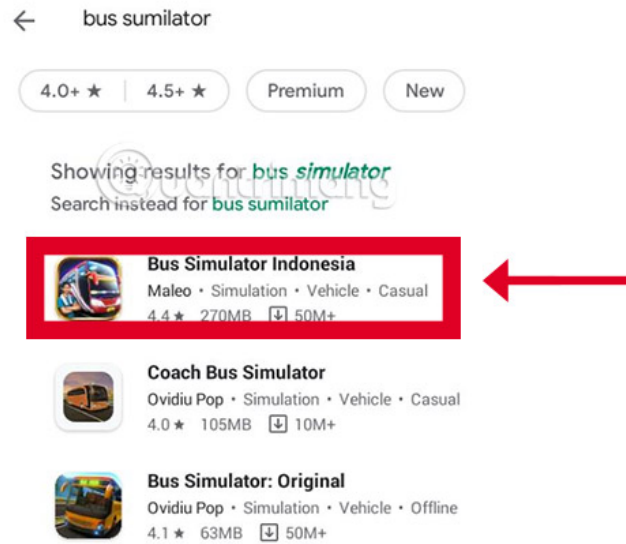 bus sumilator
4.0+ ★ | 4.5+ ★ Premium New
Showing results for bus simulator
Quantrimang
Search instead for bus sumilator
Bus Simulator Indonesia
Maleo • Simulation • Vehicle • Casual
4.4 ★ 270MB 50M+
Coach Bus Simulator
Ovidiu Pop • Simulation • Vehicle • Casual
4.0 ★ 105MB 10M+
Bus Simulator: Original
Ovidiu Pop • Simulation • Vehicle • Offline
4.1 ★ 63MB 50M+